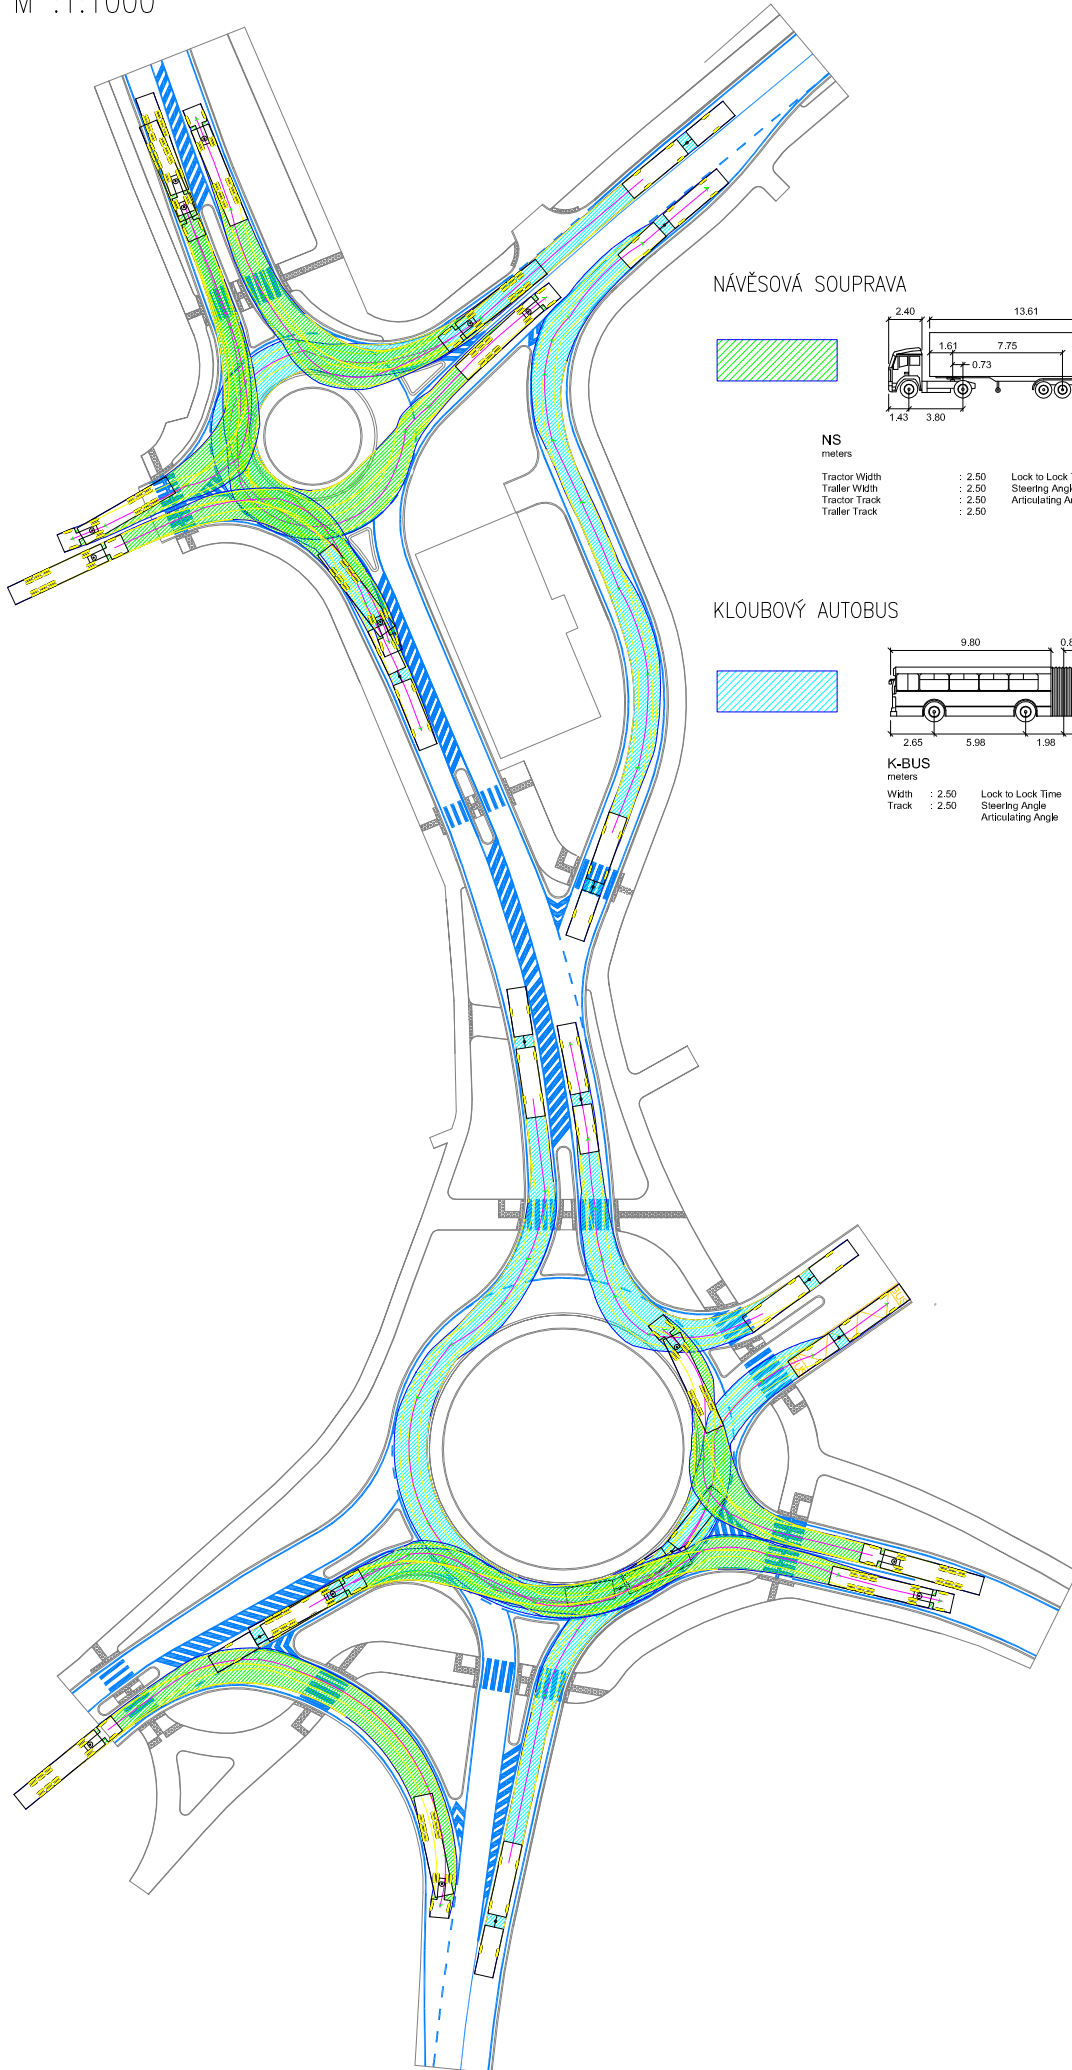 M .1:1000
NÁVĚSOVÁ SOUPRAVA
2.40 13.61
1.61 7.75
0.73
1.43 3.80
NS
meters
Tractor Width : 2.50 Lock to Lock
Trailer Width : 2.50 Steering
Tractor Track : 2.50 Articulating
Trailer Track : 2.50
KLOUBOVÝ AUTOBUS
9.80
2.65 5.98 1.98
K-BUS
meters
Width : 2.50 Lock to Lock Time
Track : 2.50 Steering Angle
Articulating Angle